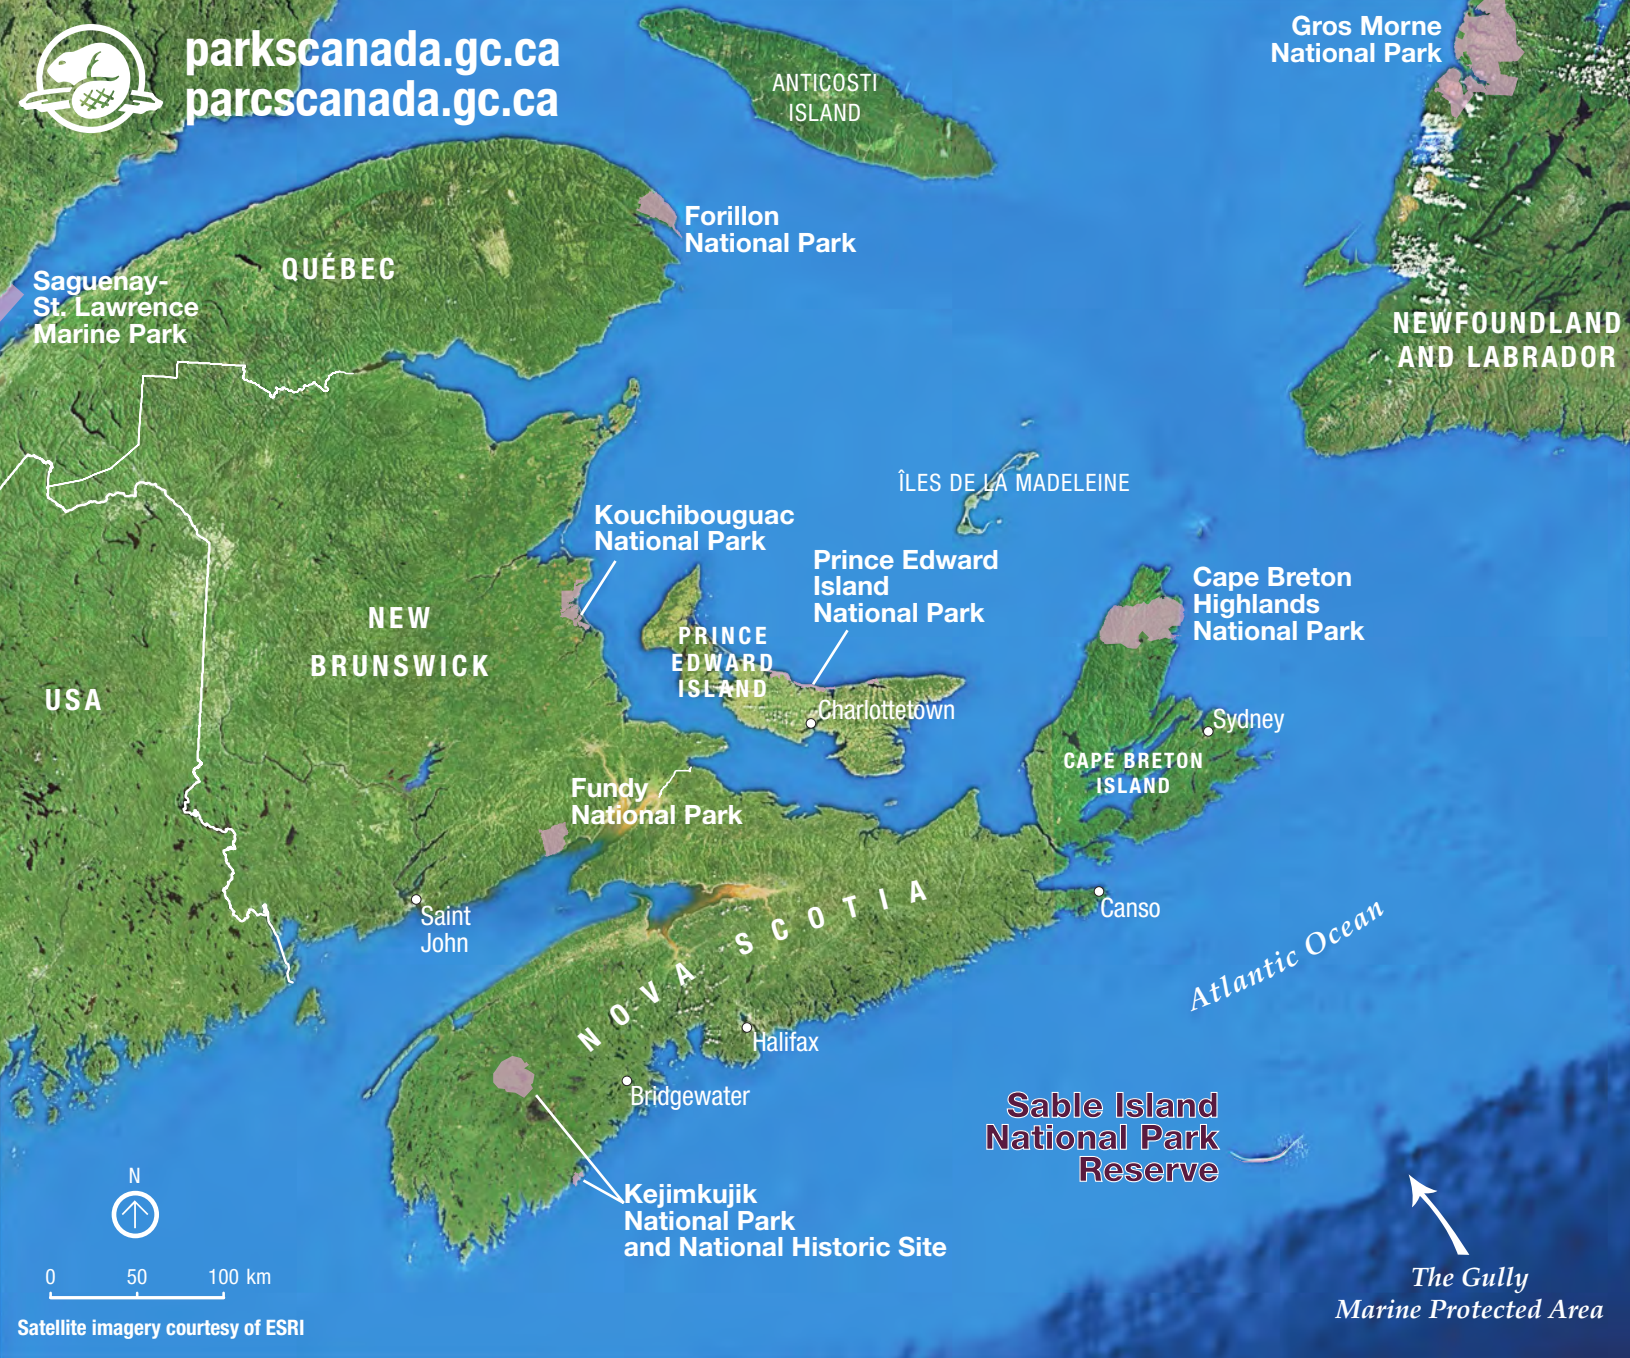 parkscanada.gc.ca
parcscanada.gc.ca
Gros Morne
National Park
ANTICOSTI
ISLAND
Forillon
National Park
QUÉBEC
Saguenay-
St. Lawrence
Marine Park
NEWFOUNDLAND
AND LABRADOR
ÎLES DE LA MADELEINE
Kouchibouguac
National Park
Prince Edward
Island
National Park
Cape Breton
Highlands
National Park
NEW
BRUNSWICK
PRINCE
EDWARD
ISLAND
USA
Charlottetown
Sydney
CAPE BRETON
ISLAND
Fundy
National Park
Saint
John
NOVA SCOTIA
Canso
Atlantic Ocean
Halifax
Bridgewater
Sable Island
National Park
Reserve
Kejimkujik
National Park
and National Historic Site
N
0 50 100 km
The Gully
Marine Protected Area
Satellite imagery courtesy of ESRI